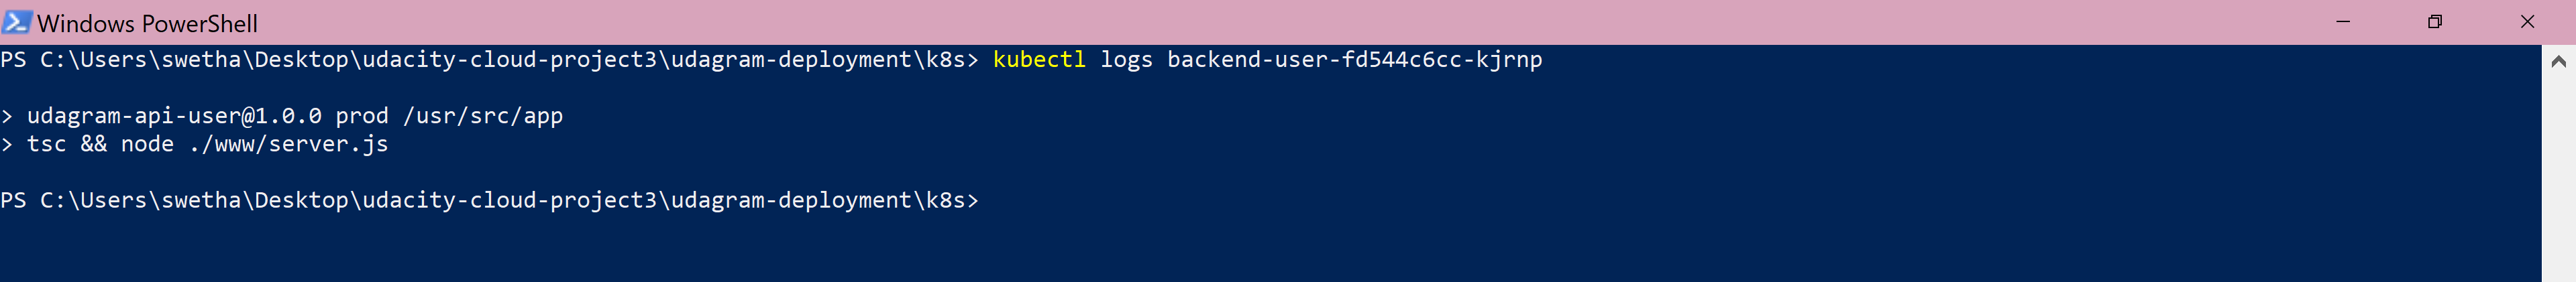 Windows PowerShell
PS C:\Users\swetha\Desktop\udacity-cloud-project3\udagram-deployment\k8s> kubectl logs backend-user-fd544c6cc-kjrnp
> udagram-api-user@1.0.0 prod /usr/src/app
> tsc && node ./www/server.js
PS C:\Users\swetha\Desktop\udacity-cloud-project3\udagram-deployment\k8s>